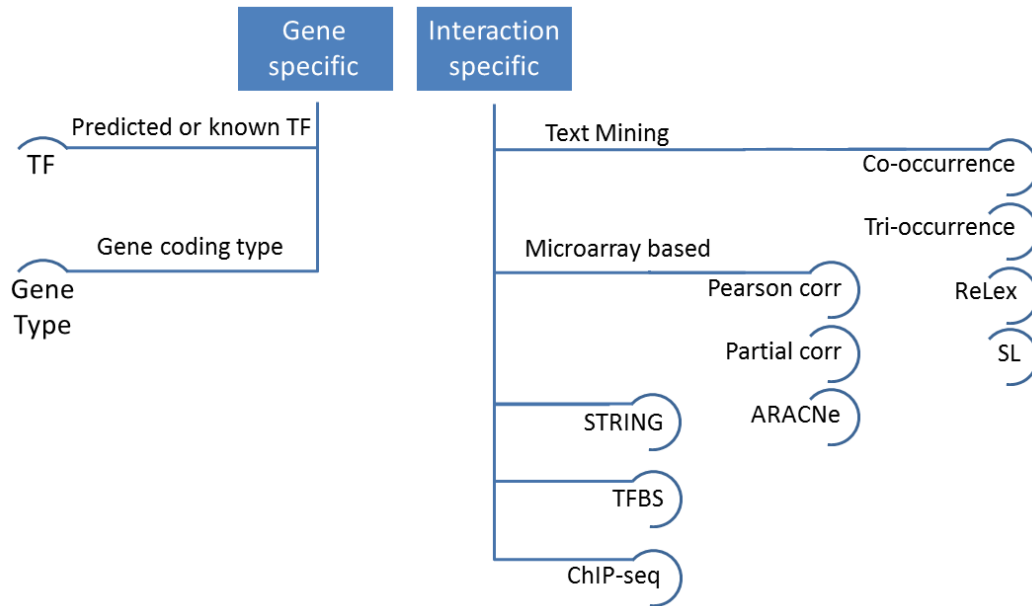 Gene
specific
Interaction
specific
Predicted or known TF
TF
Gene coding type
Gene
Type
Text Mining
Co-occurrence
Tri-occurrence
ReLex
SL
Microarray based
Pearson corr
Partial corr
ARACNe
STRING
TFBS
ChIP-seq